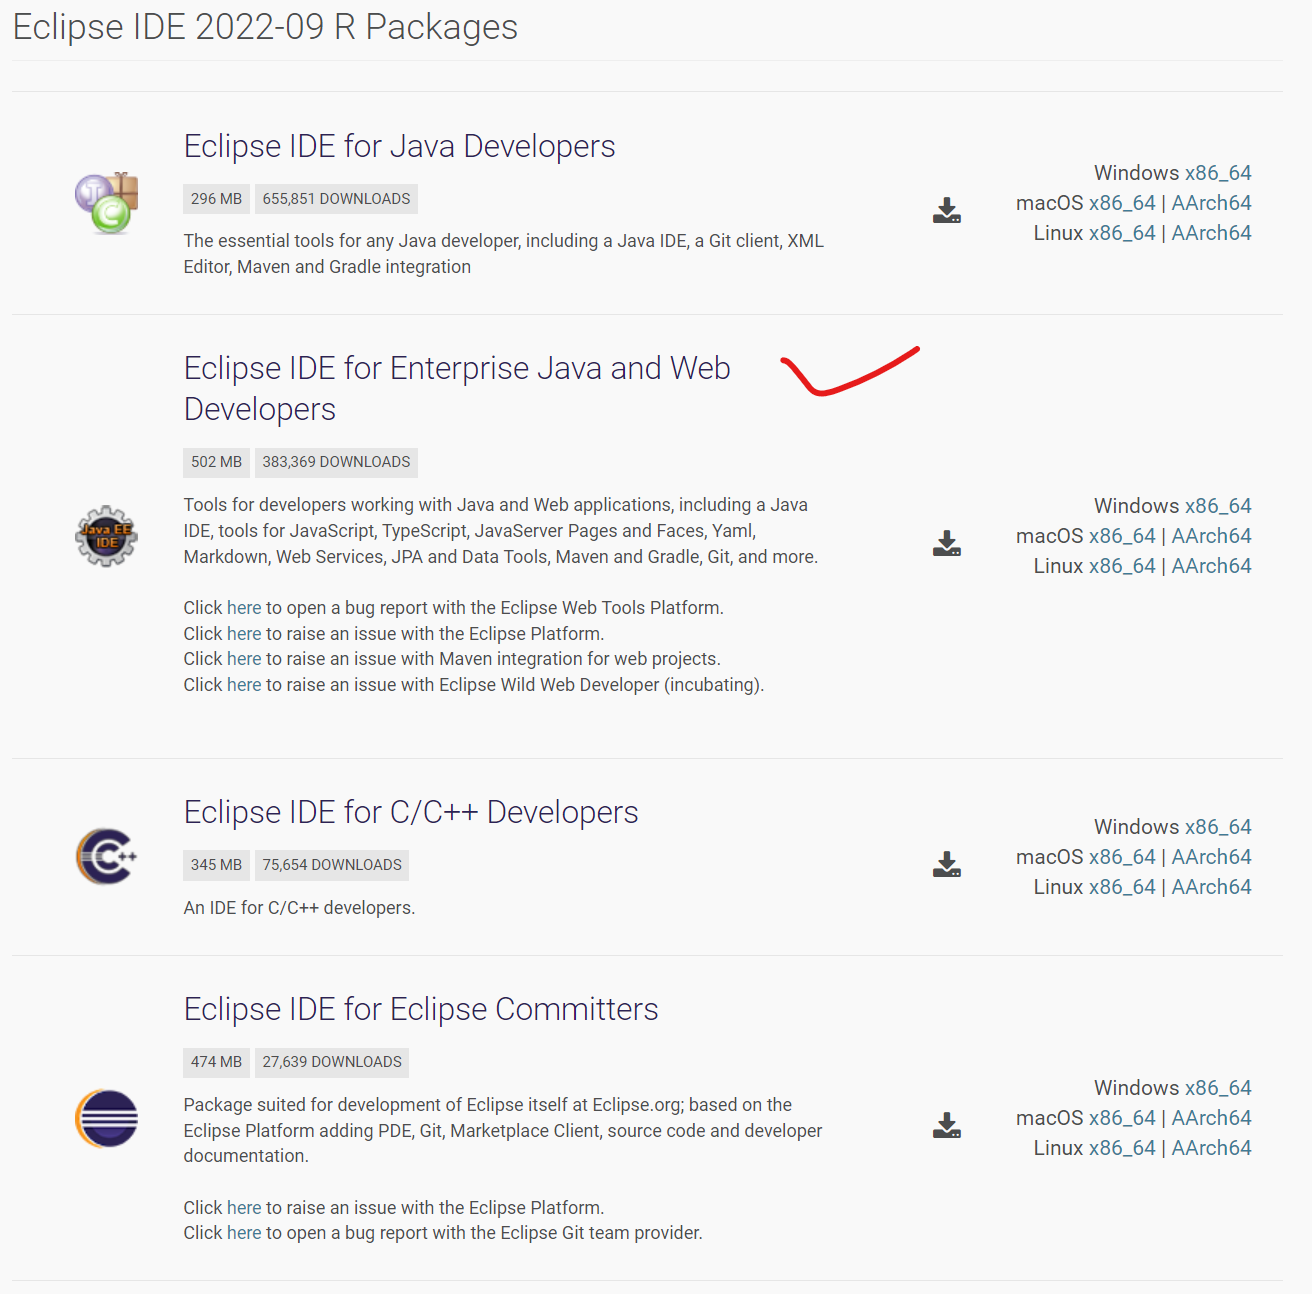 Eclipse IDE 2022-09 R Packages
Eclipse IDE for Java Developers
296 MB 655,851 DOWNLOADS
The essential tools for any Java developer, including a Java IDE, a Git client, XML
Editor, Maven and Gradle integration
Windows x86_64
macOS x86_64 | AArch64
Linux x86_64 | AArch64
Eclipse IDE for Enterprise Java and Web
Developers
502 MB 383,369 DOWNLOADS
Java EE
IDE
Tools for developers working with Java and Web applications, including a Java
IDE, tools for JavaScript, TypeScript, JavaServer Pages and Faces, Yaml,
Markdown, Web Services, JPA and Data Tools, Maven and Gradle, Git, and more.
Click here to open a bug report with the Eclipse Web Tools Platform.
Click here to raise an issue with the Eclipse Platform.
Click here to raise an issue with Maven integration for web projects.
Click here to raise an issue with Eclipse Wild Web Developer (incubating).
Windows x86_64
macOS x86_64 | AArch64
Linux x86_64 | AArch64
Eclipse IDE for C/C++ Developers
345 MB 75,654 DOWNLOADS
C++
An IDE for C/C++ developers.
Windows x86_64
macOS x86_64 | AArch64
Linux x86_64 | AArch64
Eclipse IDE for Eclipse Committers
474 MB 27,639 DOWNLOADS
Package suited for development of Eclipse itself at Eclipse.org; based on the
Eclipse Platform adding PDE, Git, Marketplace Client, source code and developer
documentation.
Click here to raise an issue with the Eclipse Platform.
Click here to open a bug report with the Eclipse Git team provider.
Windows x86_64
macOS x86_64 | AArch64
Linux x86_64 | AArch64